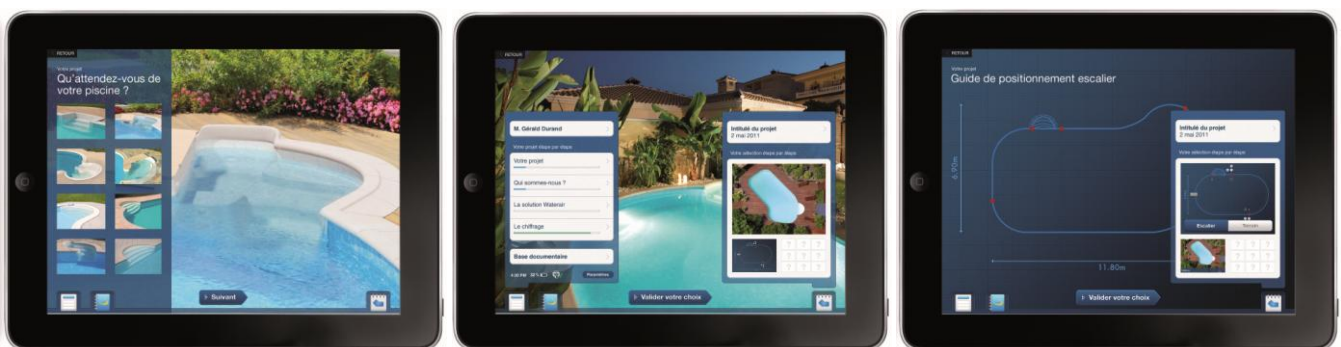 RETOUR
Votre projet
Qu'attendez-vous de
votre piscine ?
Suivant
RETOUR
M. Gérald Durand
Votre projet étape par étape
Votre projet
Qui sommes-nous ?
La solution Waterair
Le chiffrage
Base documentaire
Paramètres
Intitulé du projet
2 mai 2011
Votre sélection étape par étape
? ? ?
? ? ?
? ? ?
Valider votre choix
RETOUR
Votre projet
Guide de positionnement escalier
6.90m
11.80m
Intitulé du projet
2 mai 2011
Votre sélection étape par étape
Escalier
Terrain
? ? ?
? ? ?
? ? ?
Valider votre choix